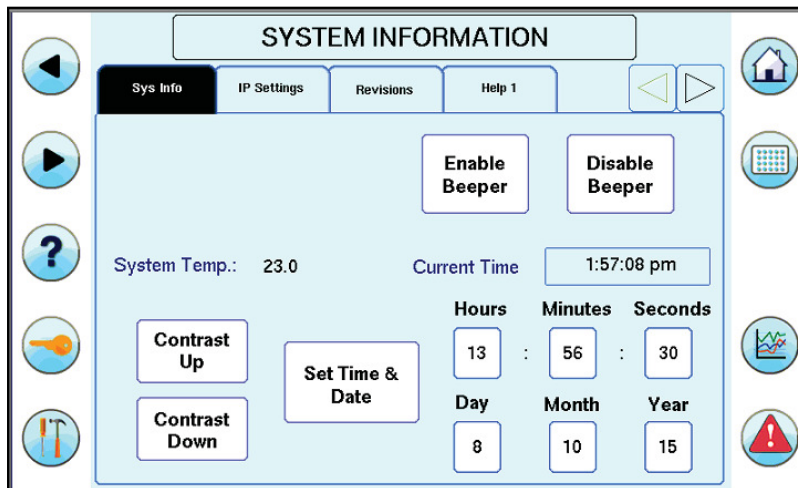 SYSTEM INFORMATION
Sys Info IP Settings Revisions Help 1
Enable Beeper
Disable Beeper
System Temp.: 23.0
Current Time 1:57:08 pm
Hours Minutes Seconds
13 : 56 : 30
Contrast Up
Set Time & Date
Day Month Year
8 10 15
Contrast Down
?
!